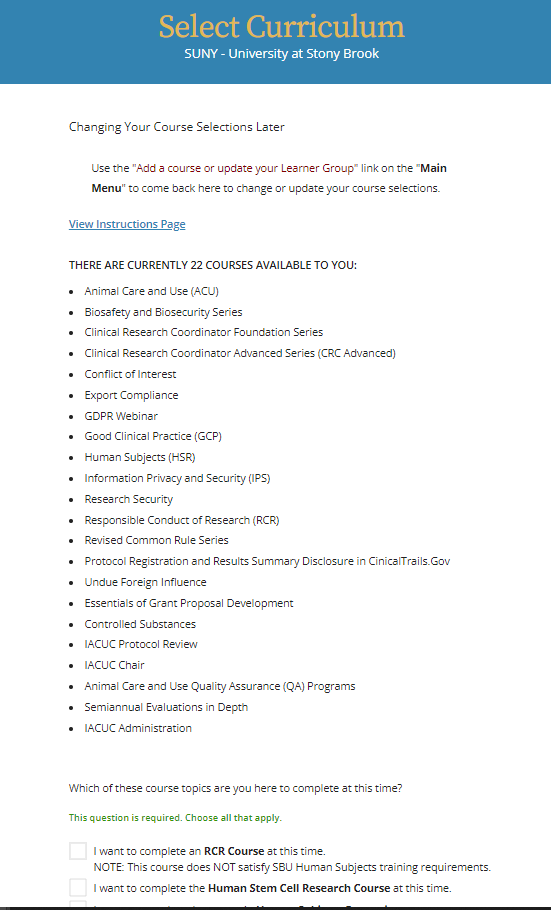 Select Curriculum
SUNY - University at Stony Brook
Changing Your Course Selections Later
Use the "Add a course or update your Learner Group" link on the "Main
Menu" to come back here to change or update your course selections.
View Instructions Page
THERE ARE CURRENTLY 22 COURSES AVAILABLE TO YOU:
• Animal Care and Use (ACU)
• Biosafety and Biosecurity Series
• Clinical Research Coordinator Foundation Series
• Clinical Research Coordinator Advanced Series (CRC Advanced)
• Conflict of Interest
• Export Compliance
• GDPR Webinar
• Good Clinical Practice (GCP)
• Human Subjects (HSR)
• Information Privacy and Security (IPS)
• Research Security
• Responsible Conduct of Research (RCR)
• Revised Common Rule Series
• Protocol Registration and Results Summary Disclosure in CinicalTrails.Gov
• Undue Foreign Influence
• Essentials of Grant Proposal Development
• Controlled Substances
• IACUC Protocol Review
• IACUC Chair
• Animal Care and Use Quality Assurance (QA) Programs
• Semiannual Evaluations in Depth
• IACUC Administration
Which of these course topics are you here to complete at this time?
This question is required. Choose all that apply.
I want to complete an RCR Course at this time.
NOTE: This course does NOT satisfy SBU Human Subjects training requirements.
I want to complete the Human Stem Cell Research Course at this time.